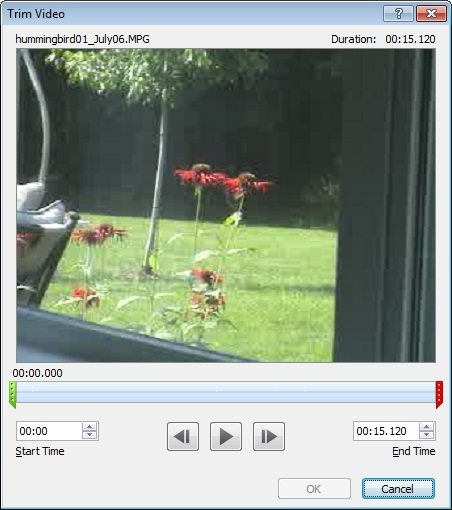 Trim Video
hummingbird01_July06.MPG Duration: 00:15.120
00:00.000
00:00 00:15.120
Start Time End Time
OK Cancel